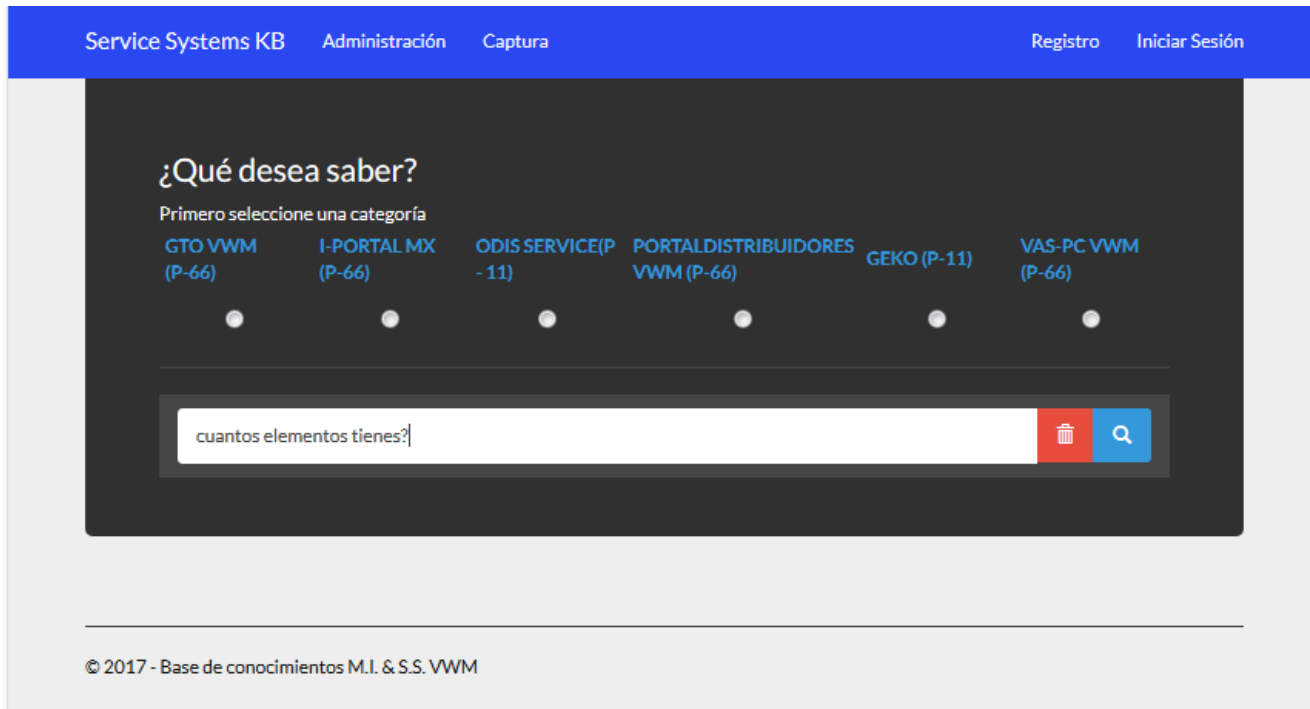 Service Systems KB Administración Captura Registro Iniciar Sesión
¿Qué desea saber?
Primero seleccione una categoría
GTO VWM
(P-66)
I-PORTAL MX
(P-66)
ODIS SERVICE(P
- 11)
PORTALDISTRIBUIDORES
VWM (P-66)
GEKO (P-11)
VAS-PC VWM
(P-66)
cuantos elementos tienes?
© 2017 - Base de conocimientos M.I. & S.S. VWM